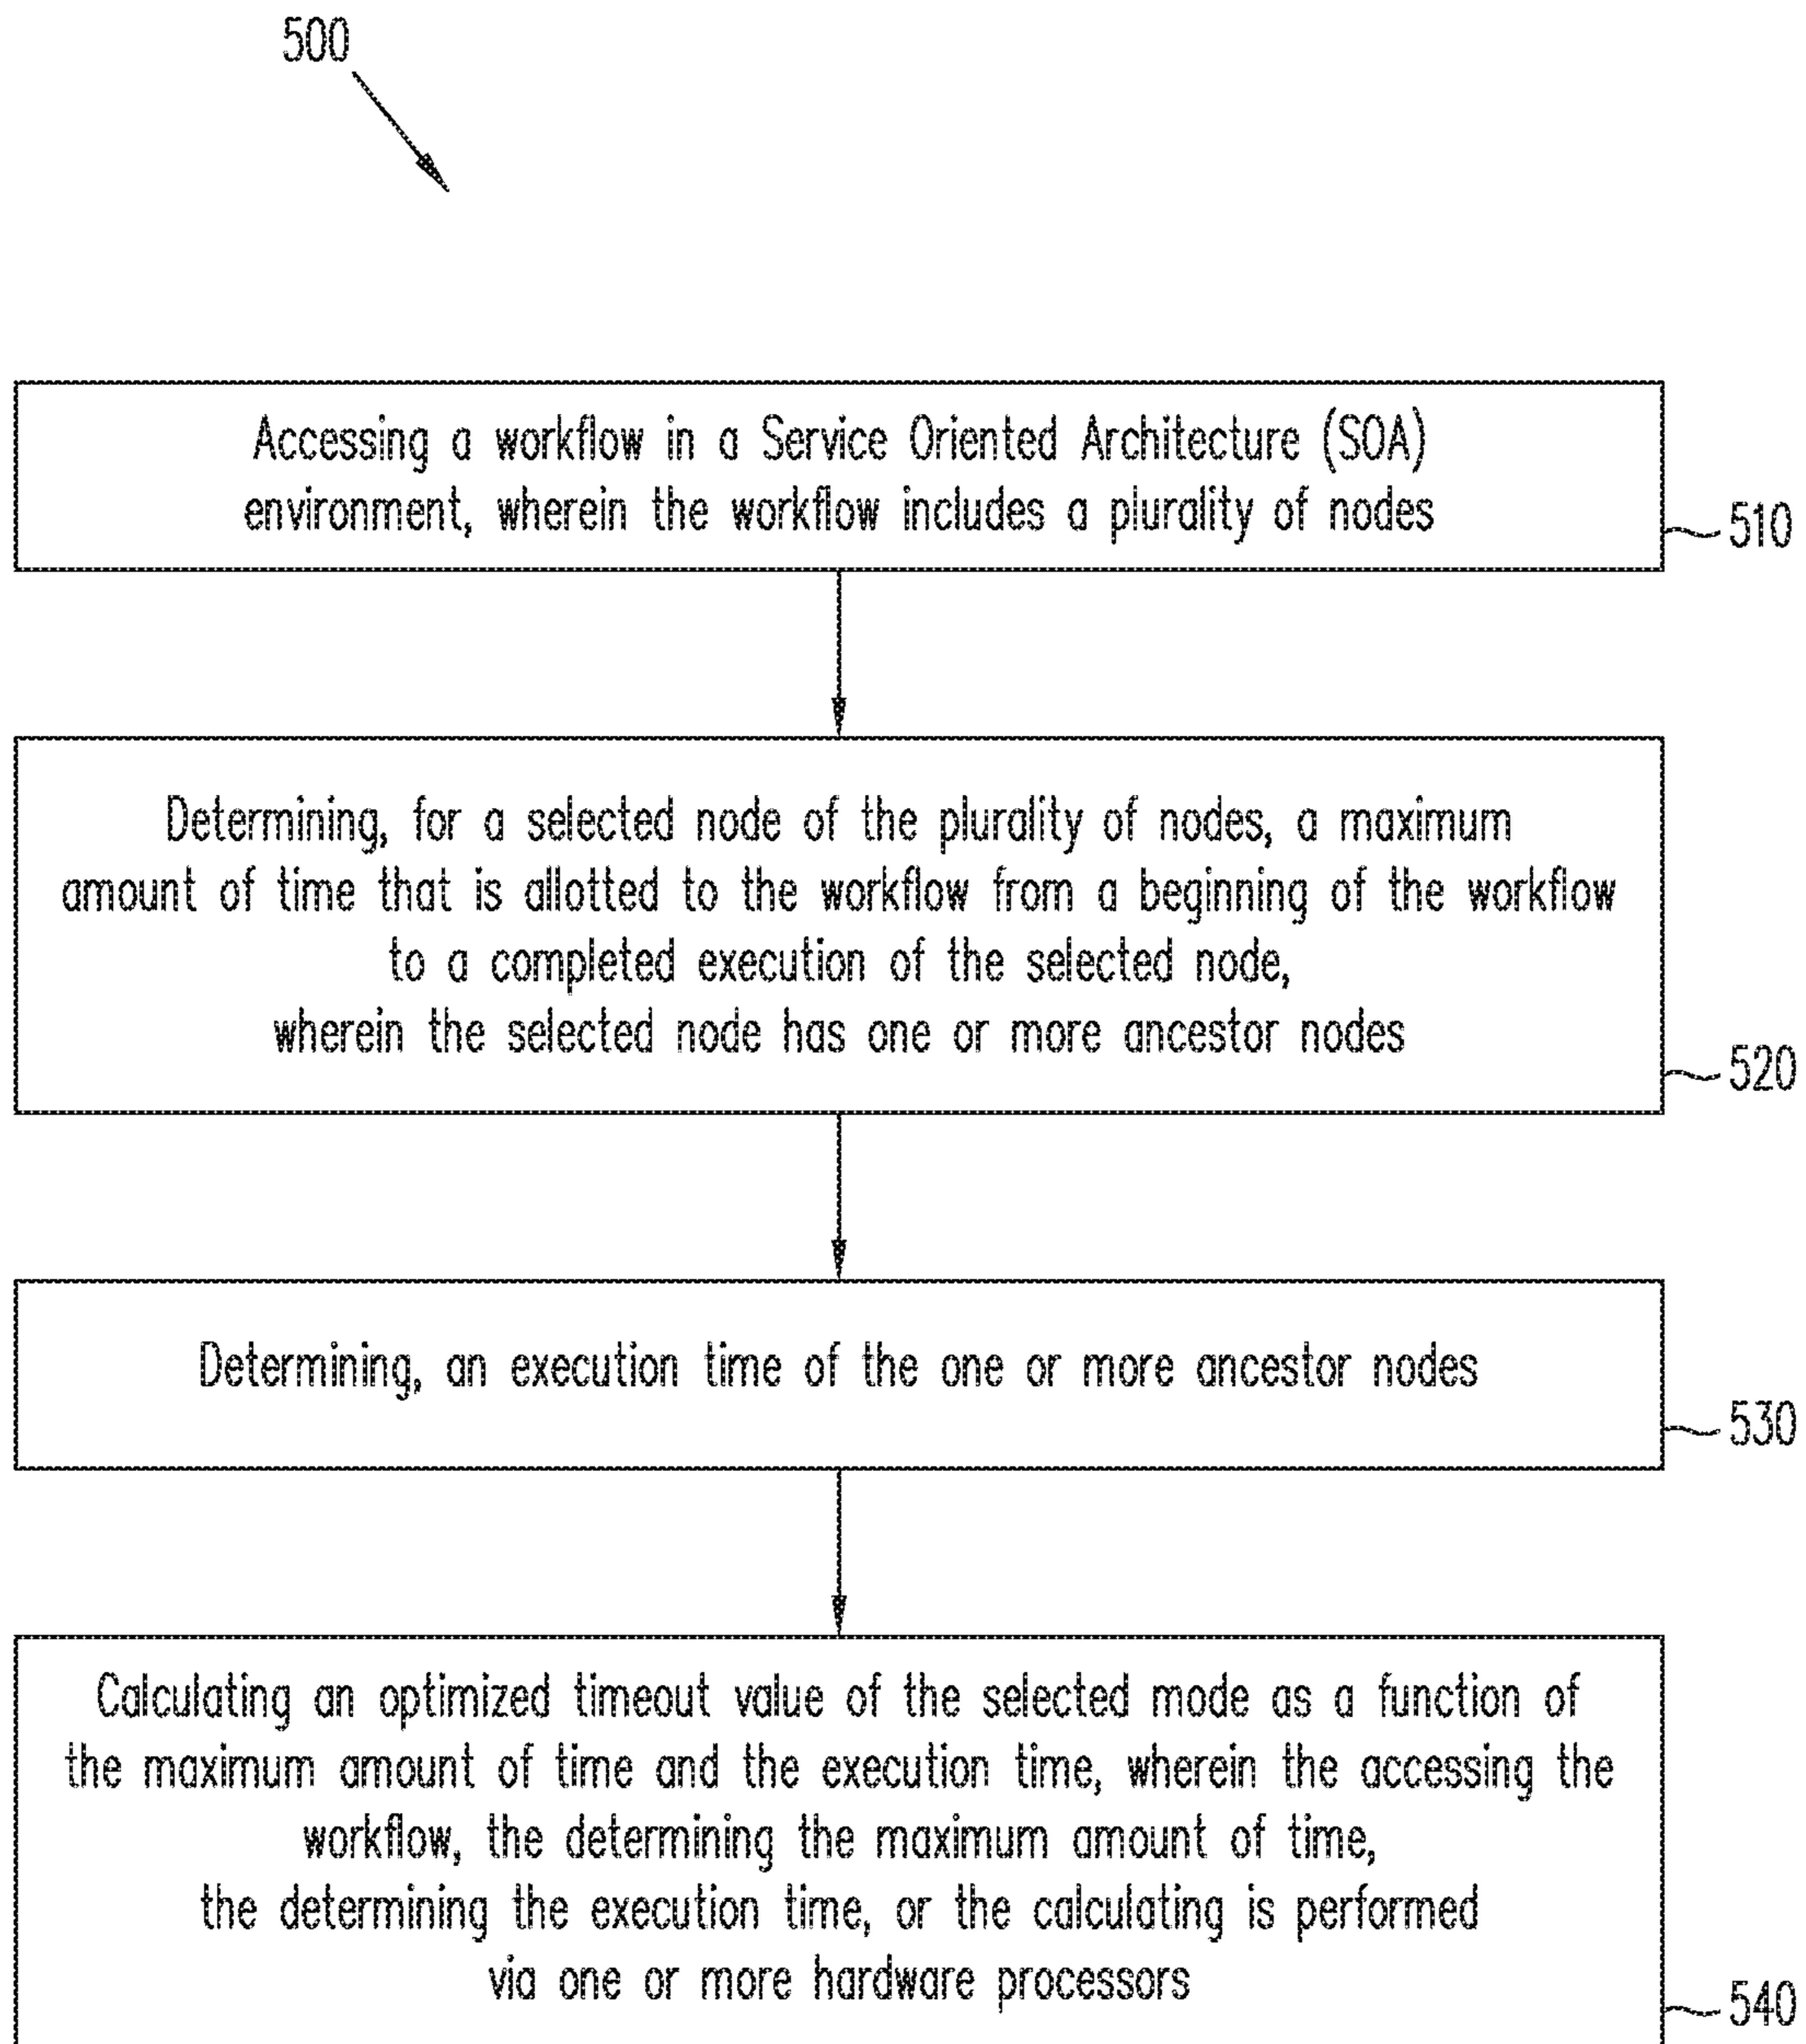 500
Accessing a workflow in a Service Oriented Architecture (SOA)
environment, wherein the workflow includes a plurality of nodes
510
Determining, for a selected node of the plurality of nodes, a maximum
amount of time that is allotted to the workflow from a beginning of the workflow
to a completed execution of the selected node,
wherein the selected node has one or more ancestor nodes
520
Determining, an execution time of the one or more ancestor nodes
530
Calculating an optimized timeout value of the selected mode as a function of
the maximum amount of time and the execution time, wherein the accessing the
workflow, the determining the maximum amount of time,
the determining the execution time, or the calculating is performed
via one or more hardware processors
540